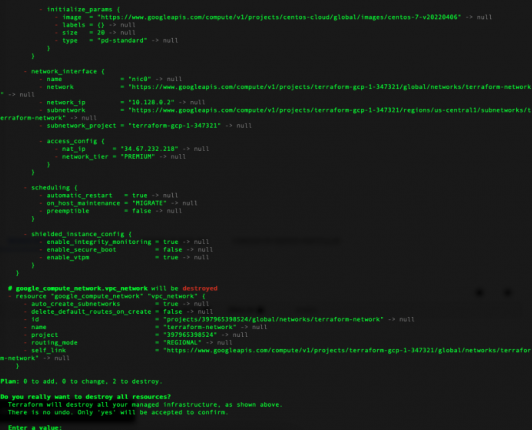 - initialize_params {
- image  = "https://www.googleapis.com/compute/v1/projects/centos-cloud/global/images/centos-7-v20220406" -> null
- labels = {} -> null
- size   = 20 -> null
- type   = "pd-standard" -> null
}
}
- network_interface {
- name               = "nic0" -> null
- network            = "https://www.googleapis.com/compute/v1/projects/terraform-gcp-1-347321/global/networks/terraform-network
" -> null
- network_ip         = "10.128.0.2" -> null
- subnetwork         = "https://www.googleapis.com/compute/v1/projects/terraform-gcp-1-347321/regions/us-central1/subnetworks/t
erraform-network" -> null
- subnetwork_project = "terraform-gcp-1-347321" -> null
- access_config {
- nat_ip       = "34.67.232.218" -> null
- network_tier = "PREMIUM" -> null
}
}
- scheduling {
- automatic_restart   = true -> null
- on_host_maintenance = "MIGRATE" -> null
- preemptible         = false -> null
}
- shielded_instance_config {
- enable_integrity_monitoring = true -> null
- enable_secure_boot          = false -> null
- enable_vtpm                 = true -> null
}
}
# google_compute_network.vpc_network will be destroyed
- resource "google_compute_network" "vpc_network" {
- auto_create_subnetworks         = true -> null
- delete_default_routes_on_create = false -> null
- id                              = "projects/397965398524/global/networks/terraform-network" -> null
- name                            = "terraform-network" -> null
- project                         = "397965398524" -> null
- routing_mode                    = "REGIONAL" -> null
- self_link                       = "https://www.googleapis.com/compute/v1/projects/terraform-gcp-1-347321/global/networks/terrafor
m-network" -> null
}
Plan: 0 to add, 0 to change, 2 to destroy.
Do you really want to destroy all resources?
Terraform will destroy all your managed infrastructure, as shown above.
There is no undo. Only 'yes' will be accepted to confirm.
Enter a value: